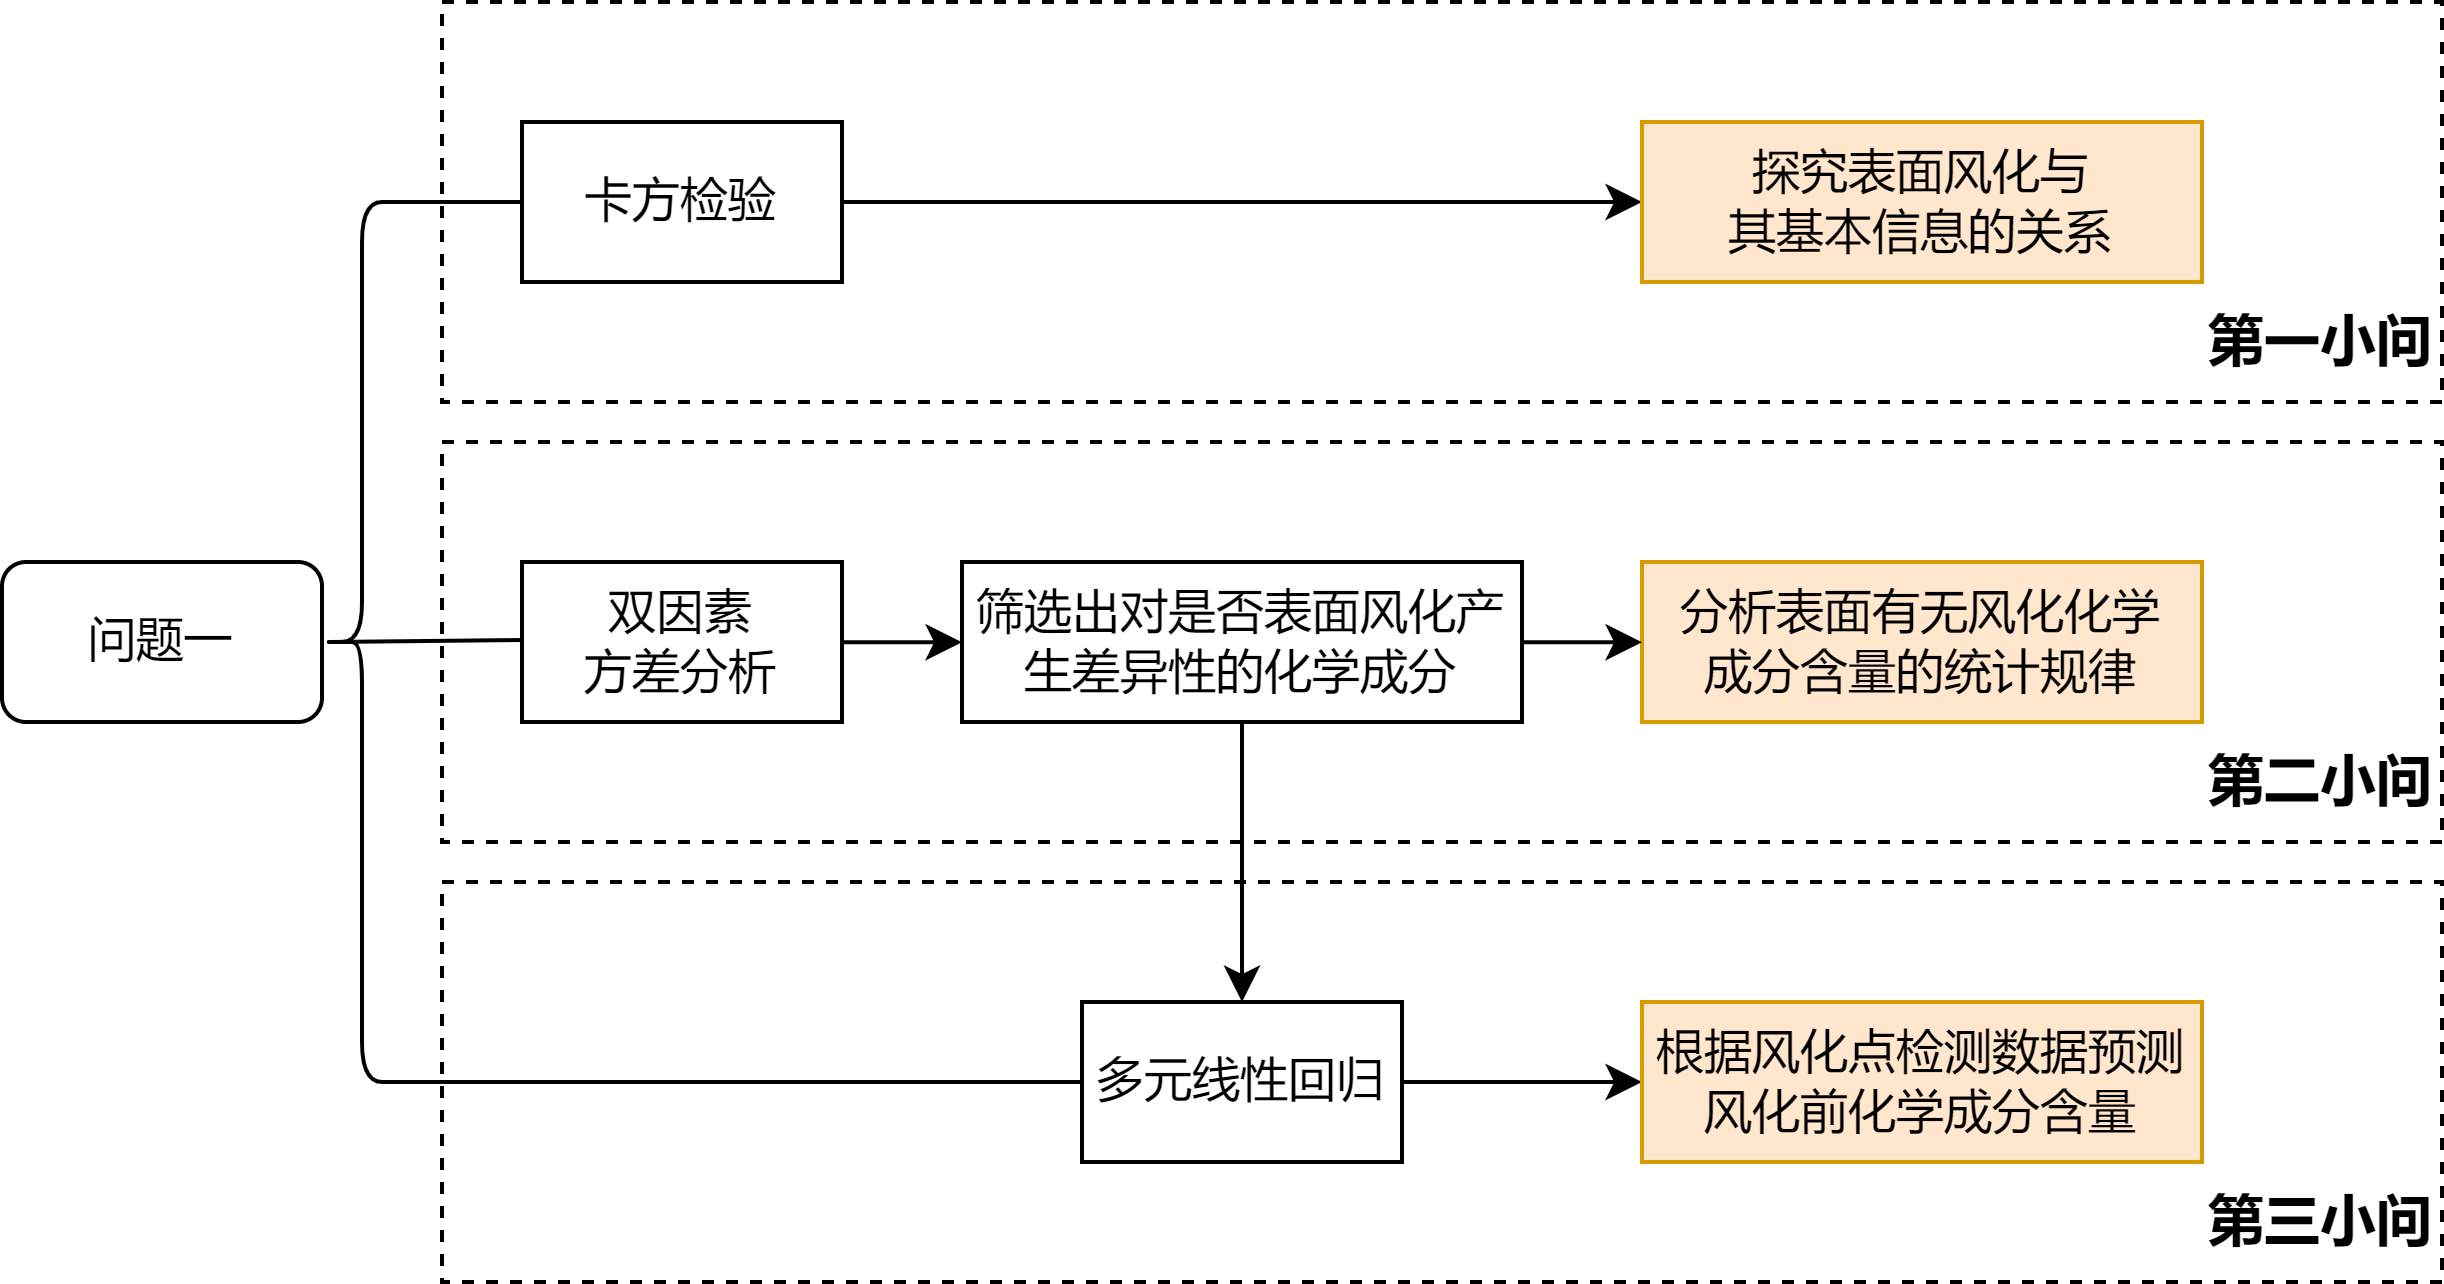 卡方检验
探究表面风化与
其基本信息的关系
第一小问
问题一
双因素
方差分析
筛选出对是否表面风化产
生差异性的化学成分
分析表面有无风化化学
成分含量的统计规律
第二小问
多元线性回归
根据风化点检测数据预测
风化前化学成分含量
第三小问